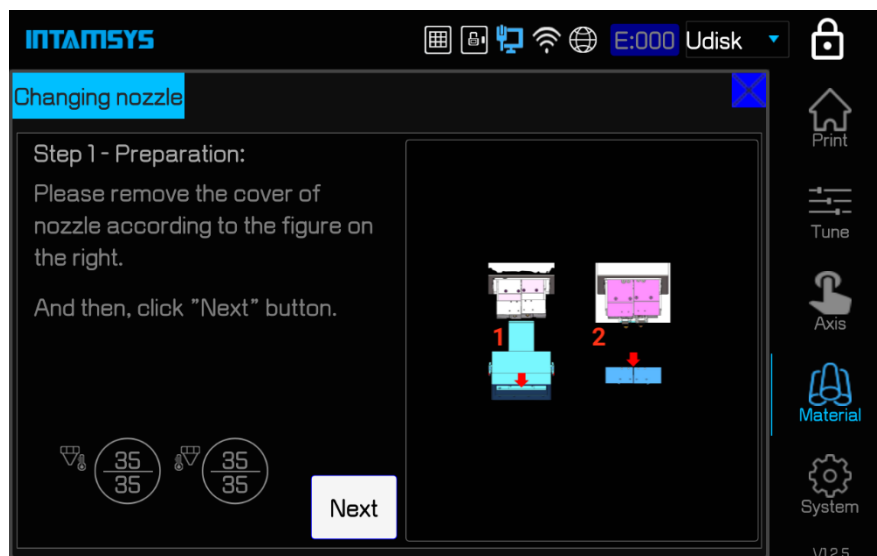 INTAMSYS
E:000 Udisk
Changing nozzle
Step 1 - Preparation:
Please remove the cover of
nozzle according to the figure on
the right.
And then, click "Next" button.
1
2
35
35
35
35
Next
Print
Tune
Axis
Material
System
V1.2.5